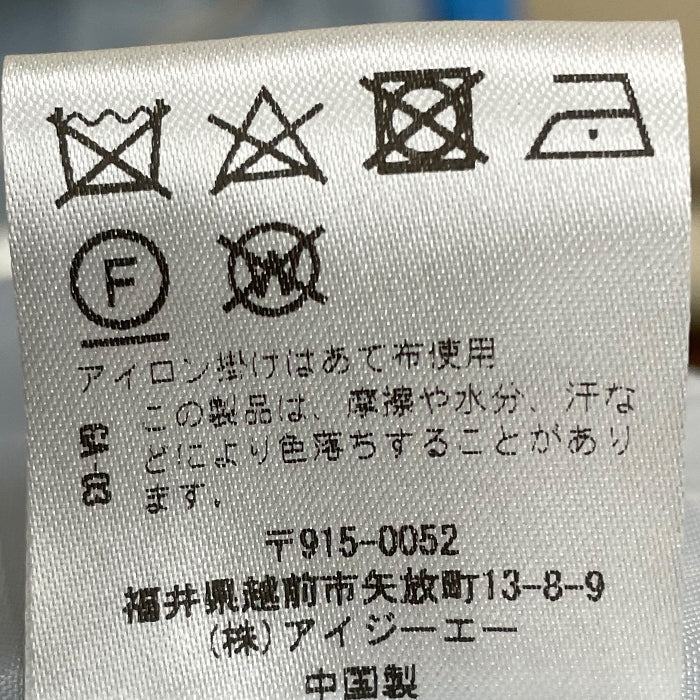 F W
アイロン掛けはあて布使用
この製品は、摩擦や水分、汗な
どにより色落ちすることがあり
ます。
GA-03
〒915-0052
福井県越前市矢放町13-8-9
(株)アイジーエー
中国製